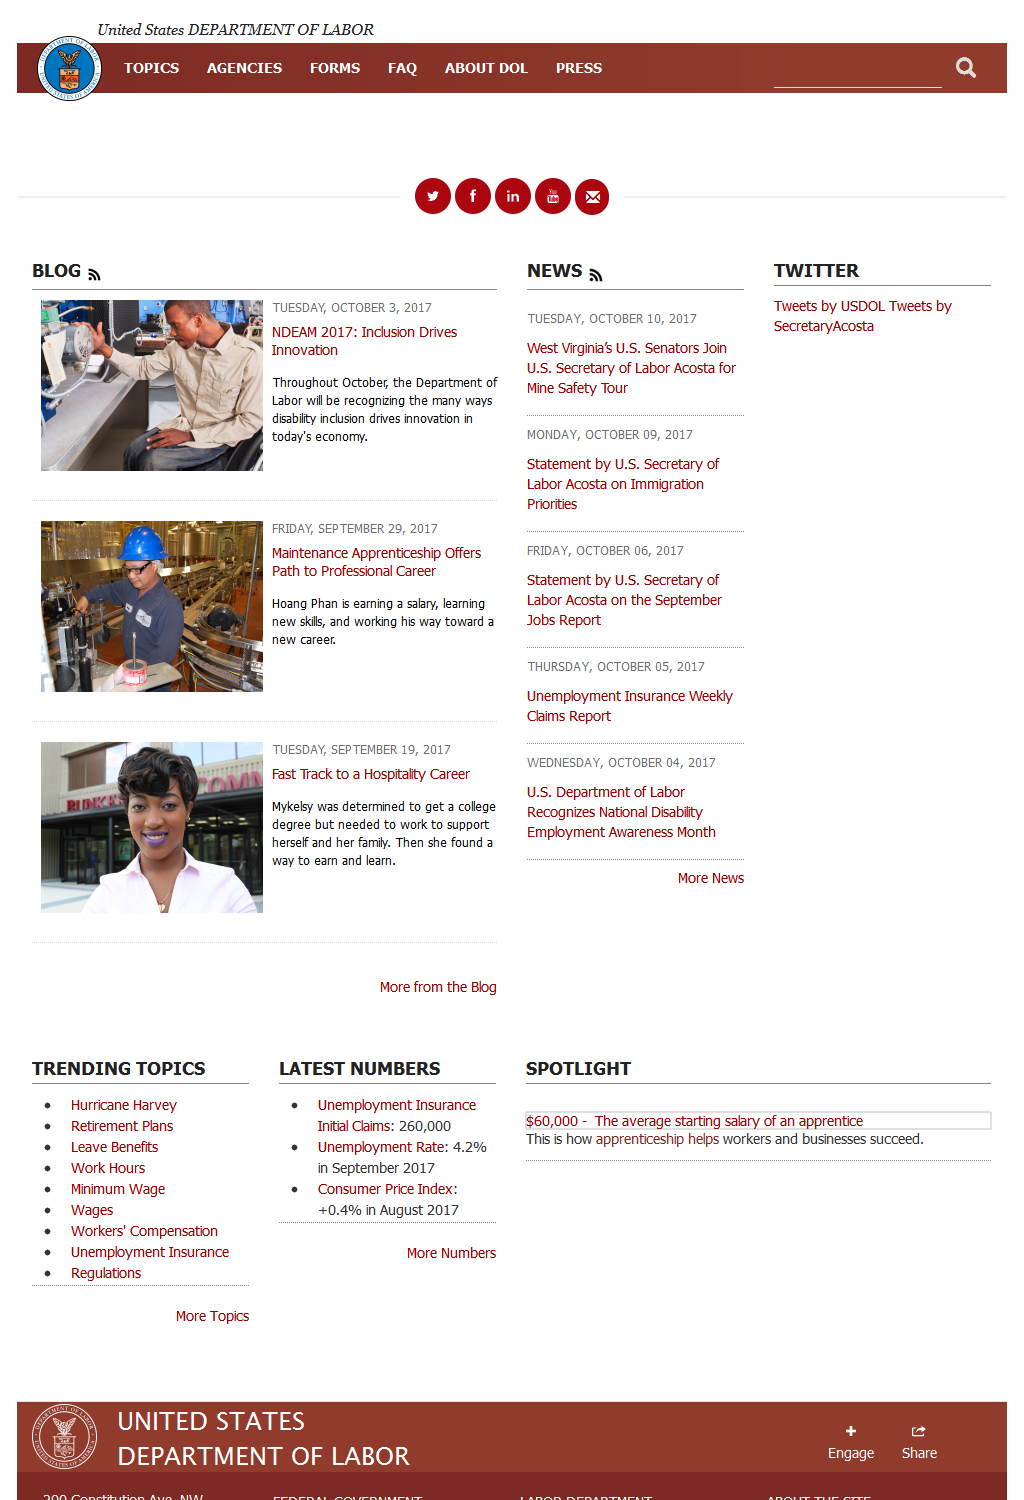 United States DEPARTMENT OF LABOR
TOPICS AGENCIES FORMS FAQ ABOUT DOL PRESS
BLOG
TUESDAY, OCTOBER 3, 2017
NDEAM 2017: Inclusion Drives
Innovation
Throughout October, the Department of
Labor will be recognizing the many ways
disability inclusion drives innovation in
today's economy.
FRIDAY, SEPTEMBER 29, 2017
Maintenance Apprenticeship Offers
Path to Professional Career
Hoang Phan is earning a salary, learning
new skills, and working his way toward a
new career.
TUESDAY, SEPTEMBER 19, 2017
Fast Track to a Hospitality Career
Mykelsy was determined to get a college
degree but needed to work to support
herself and her family. Then she found a
way to earn and learn.
More from the Blog
NEWS
TUESDAY, OCTOBER 10, 2017
West Virginia’s U.S. Senators Join
U.S. Secretary of Labor Acosta for
Mine Safety Tour
MONDAY, OCTOBER 09, 2017
Statement by U.S. Secretary of
Labor Acosta on Immigration
Priorities
FRIDAY, OCTOBER 06, 2017
Statement by U.S. Secretary of
Labor Acosta on the September
Jobs Report
THURSDAY, OCTOBER 05, 2017
Unemployment Insurance Weekly
Claims Report
WEDNESDAY, OCTOBER 04, 2017
U.S. Department of Labor
Recognizes National Disability
Employment Awareness Month
More News
TWITTER
Tweets by USDOL Tweets by
SecretaryAcosta
TRENDING TOPICS
Hurricane Harvey
Retirement Plans
Leave Benefits
Work Hours
Minimum Wage
Wages
Workers' Compensation
Unemployment Insurance
Regulations
More Topics
LATEST NUMBERS
Unemployment Insurance
Initial Claims: 260,000
Unemployment Rate: 4.2%
in September 2017
Consumer Price Index:
+0.4% in August 2017
More Numbers
SPOTLIGHT
$60,000 - The average starting salary of an apprentice
This is how apprenticeship helps workers and businesses succeed.
UNITED STATES
DEPARTMENT OF LABOR
Engage Share
200 Constitution Ave. NW FEDERAL GOVERNMENT LABOR DEPARTMENT ABOUT THE SITE